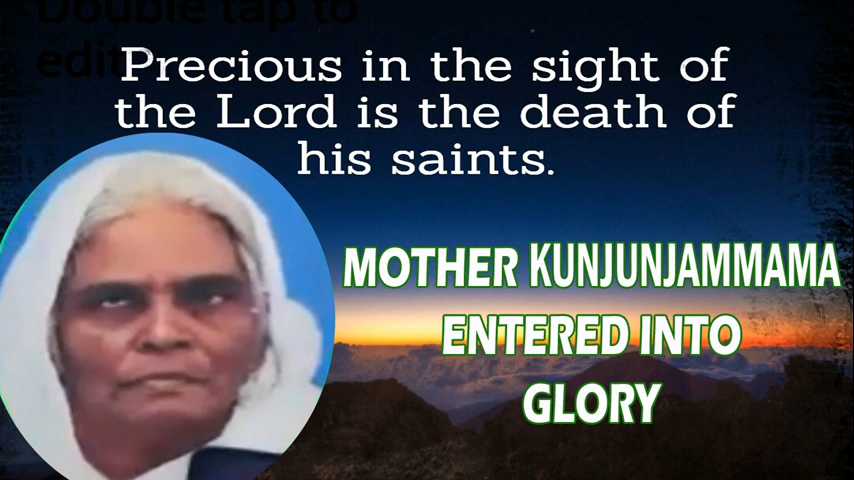 Double tap to
edit
Precious in the sight of
the Lord is the death of
his saints.
MOTHER KUNJUNJAMMAMA
ENTERED INTO
GLORY